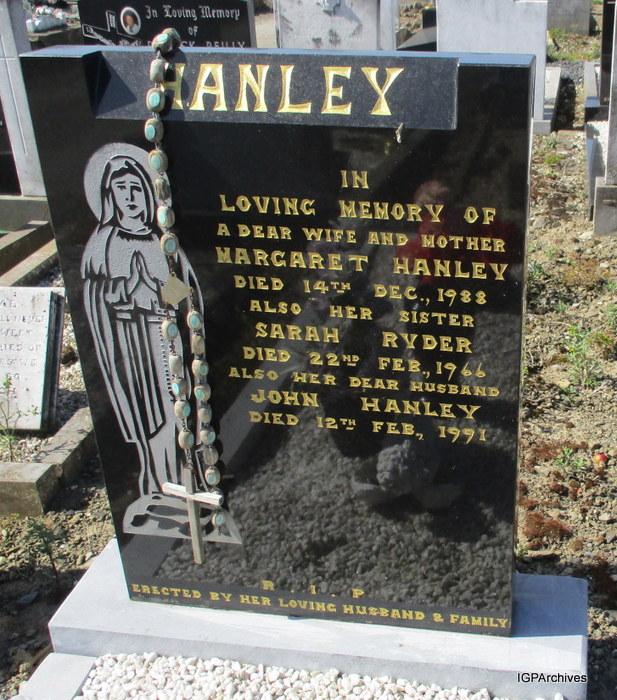 In Loving Memory
REILLY
HANLEY
IN
LOVING MEMORY OF
A DEAR WIFE AND MOTHER
MARGARET HANLEY
DIED 14TH DEC., 1988
ALSO HER SISTER
SARAH RYDER
DIED 22ND FEB., 1966
ALSO HER DEAR HUSBAND
JOHN HANLEY
DIED 12TH FEB., 1991
R. I. P
ERECTED BY HER LOVING HUSBAND & FAMILY
IGPArchives